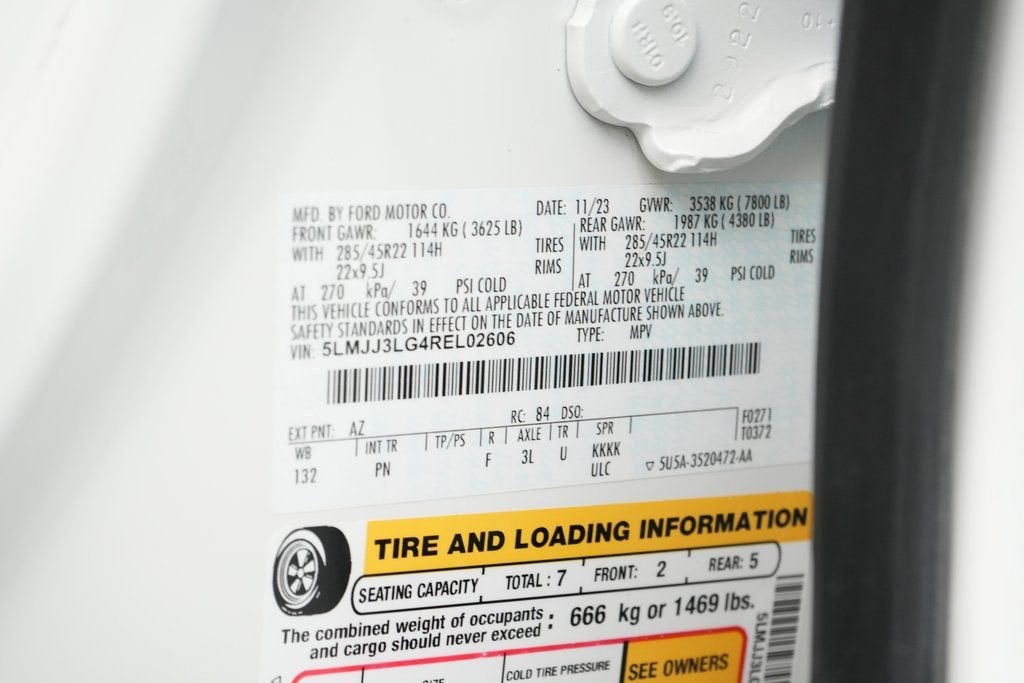 01RH
10.9
MFD. BY FORD MOTOR CO. DATE: 11/23 GVWR: 3538 KG ( 7800 LB)
FRONT GAWR: 1644 KG ( 3625 LB) REAR GAWR: 1987 KG ( 4380 LB)
WITH 285/45R22 114H TIRES WITH 285/45R22 114H TIRES
22x9.5J RIMS 22x9.5J RIMS
AT 270 kPa/ 39 PSI COLD AT 270 kPa/ 39 PSI COLD
THIS VEHICLE CONFORMS TO ALL APPLICABLE FEDERAL MOTOR VEHICLE
SAFETY STANDARDS IN EFFECT ON THE DATE OF MANUFACTURE SHOWN ABOVE.
VIN: 5LMJJ3LG4REL02606 TYPE: MPV
EXT PNT: AZ RC: 84 DSO:
WB INT TR TP/PS R AXLE TR SPR F0271
T0372
132 PN F 3L U KKKK
ULC ▽ 5U5A-3520472-AA
TIRE AND LOADING INFORMATION
SEATING CAPACITY TOTAL : 7 FRONT: 2 REAR: 5
The combined weight of occupants
and cargo should never exceed : 666 kg or 1469 lbs.
COLD TIRE PRESSURE SEE OWNERS
5LMJJ3L